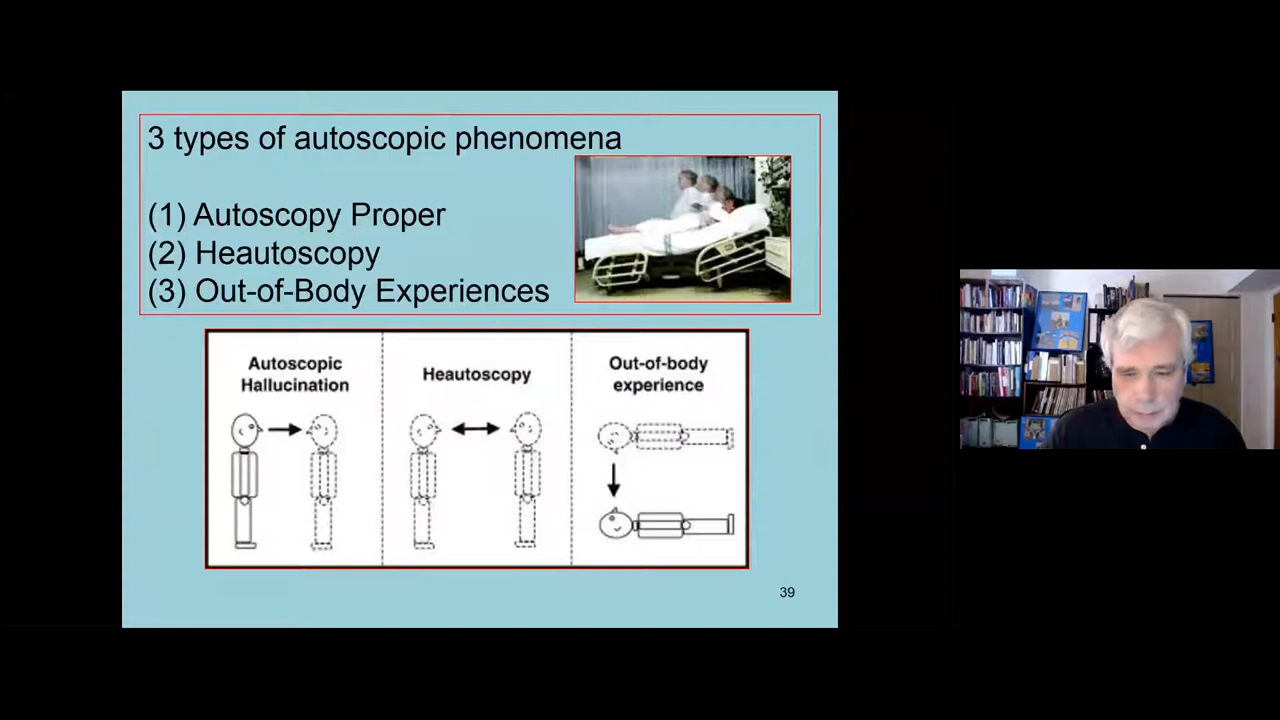 3 types of autoscopic phenomena
(1) Autoscopy Proper
(2) Heautoscopy
(3) Out-of-Body Experiences
Autoscopic
Hallucination
Heautoscopy
Out-of-body
experience
39